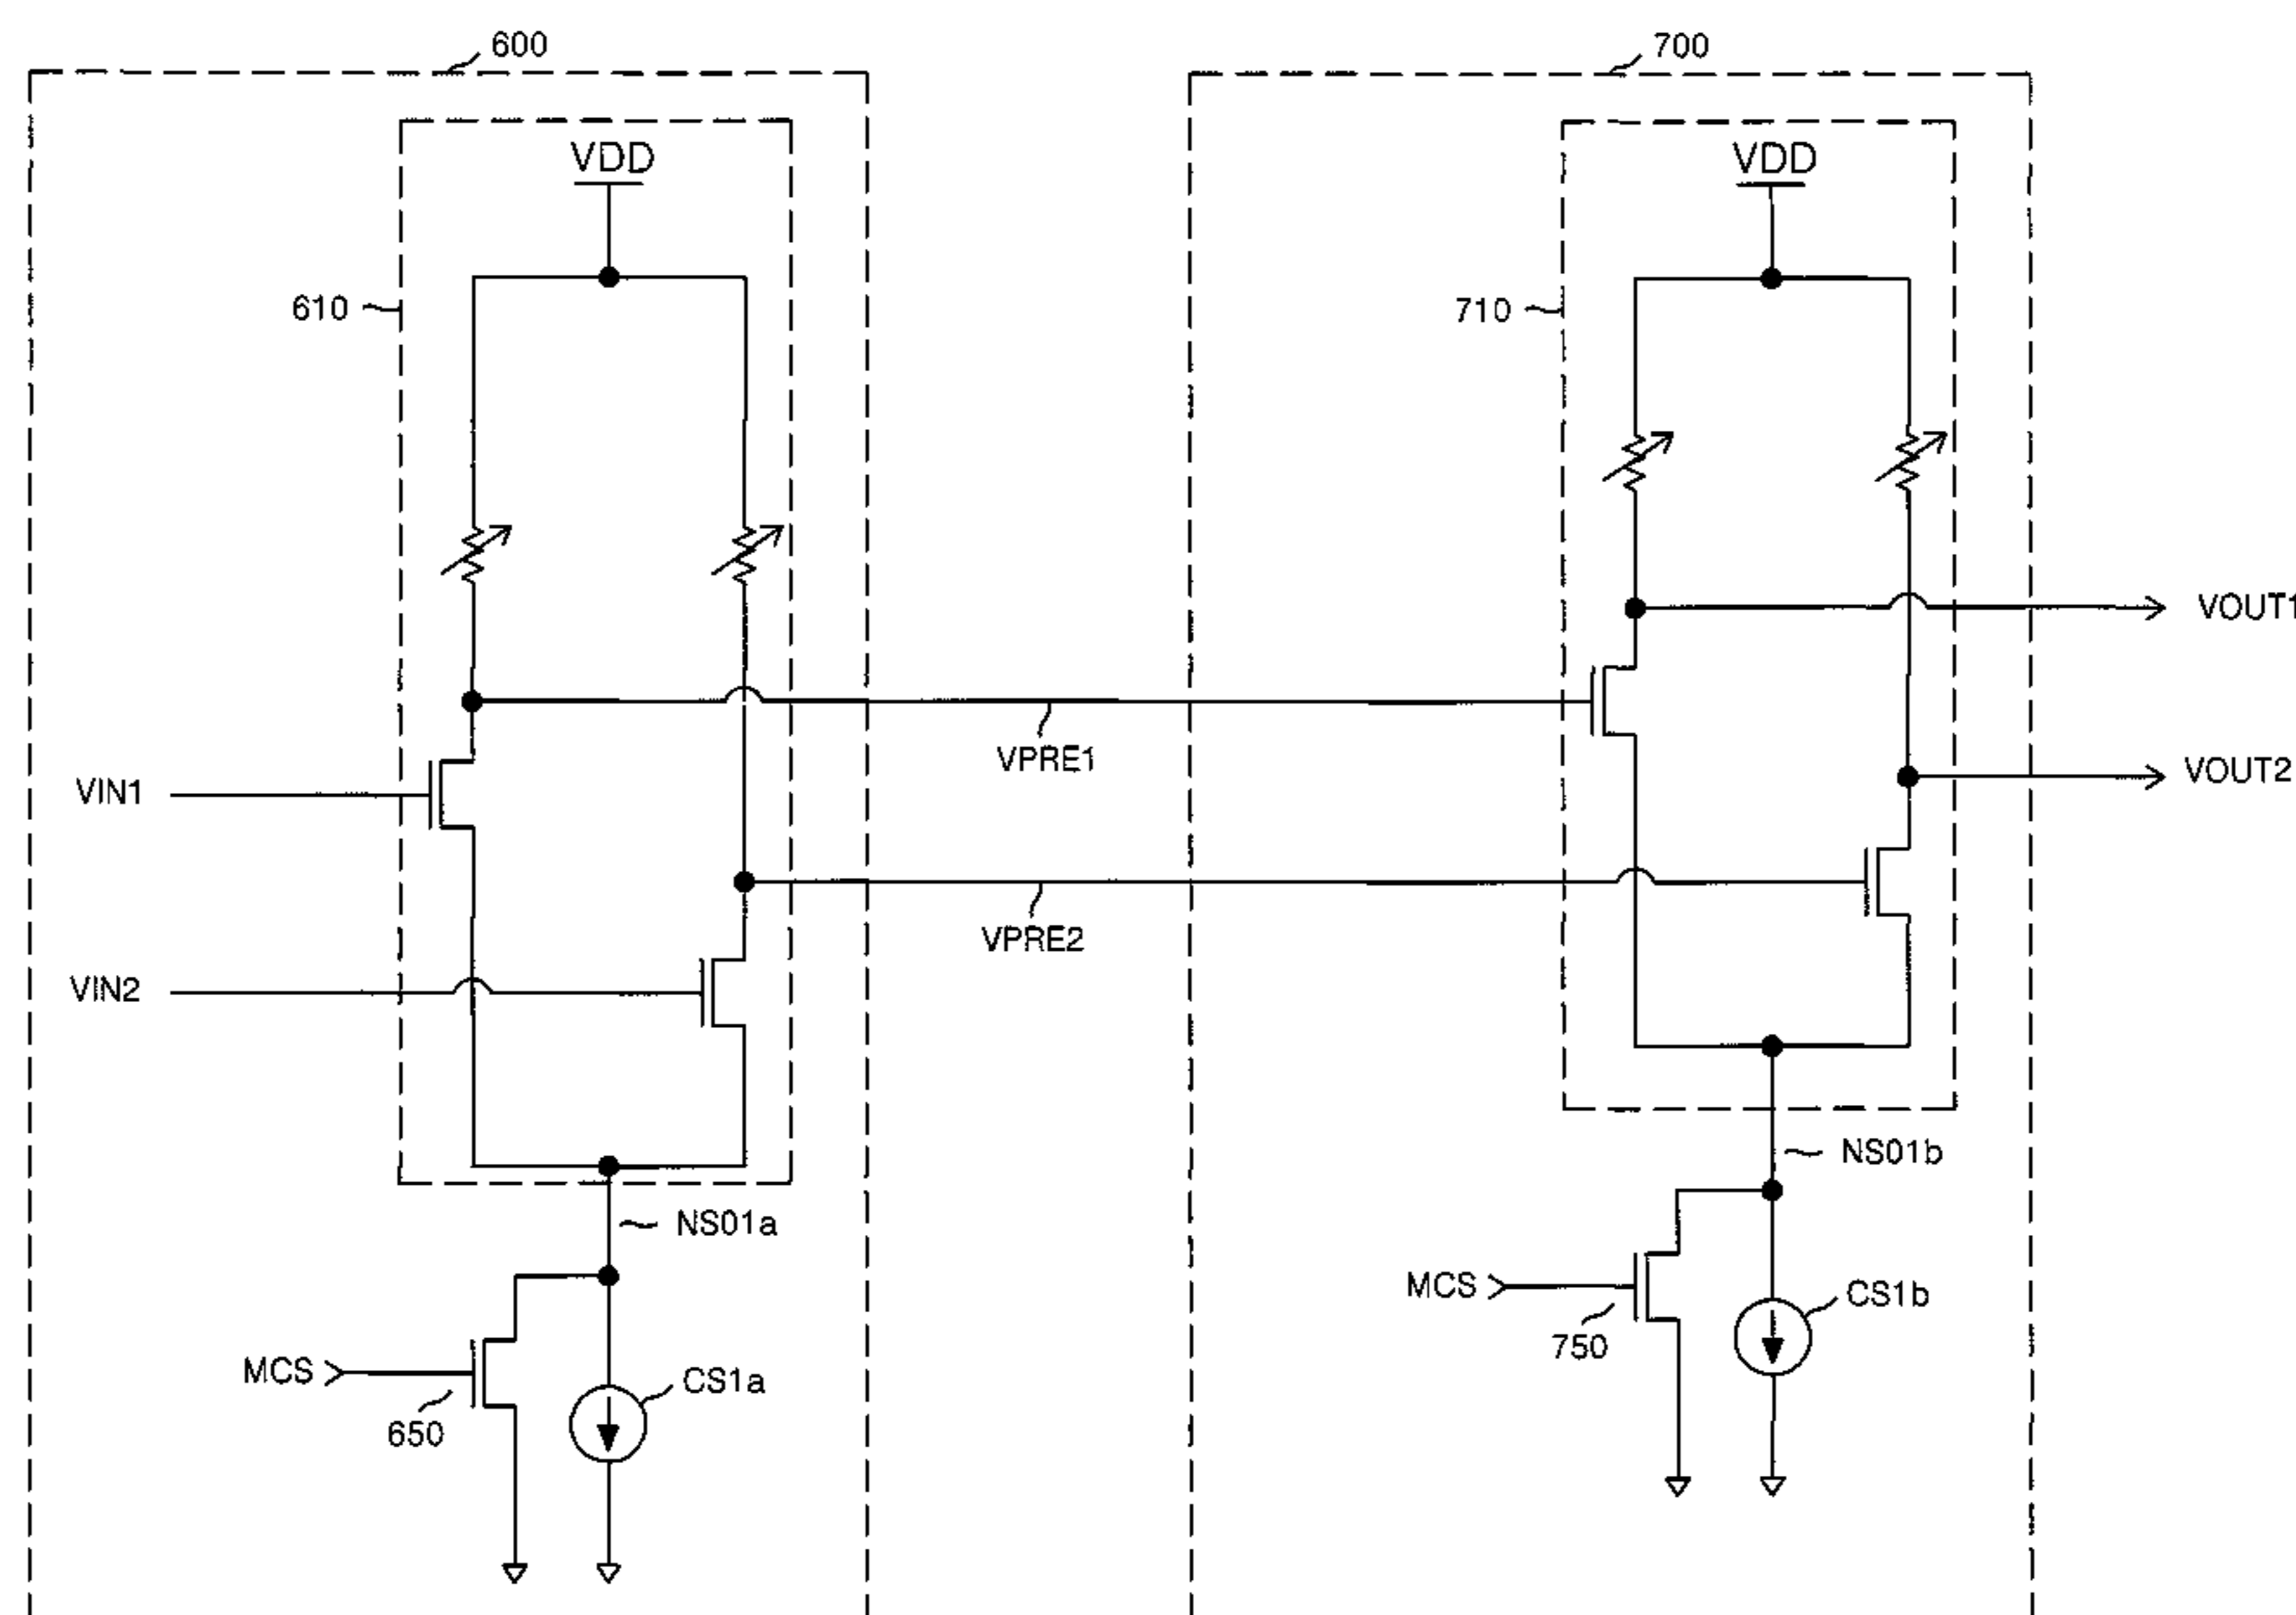 600
700
VDD
VDD
610
710
VOUT1
VPRE1
VOUT2
VIN1
VPRE2
VIN2
NS01b
NS01a
MCS
CS1b
750
MCS
CS1a
650